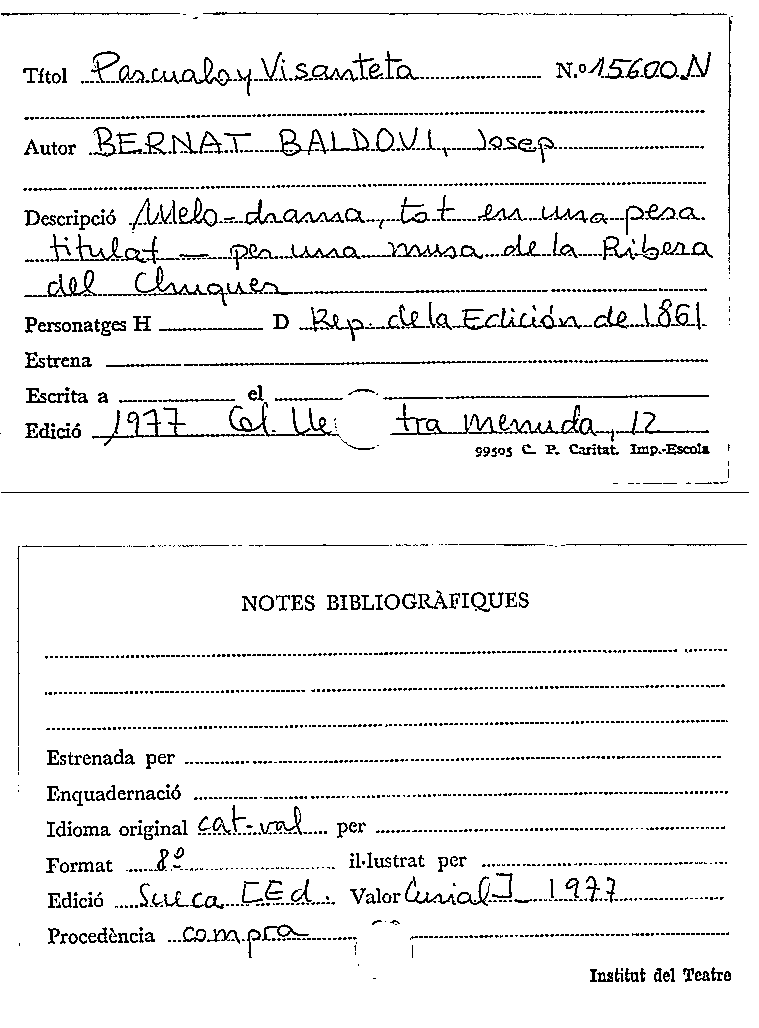 Títol Pascualo y Visanteta N.º 15600 N
Autor BERNAT BALDOVI, Josep
Descripció Melo-drama, tot en una pesa
titulat – per una musa de la Ribera
del Chuquer
Personatges H D Rep. de la Edición de 1861
Estrena
Escrita a el
Edició 1977 Col. Lletra menuda, 12
99505 C. P. Caritat. Imp.-Escola
NOTES BIBLIOGRÀFIQUES
Estrenada per
Enquadernació
Idioma original cat-val per
Format 8º il·lustrat per
Edició Sueca [Ed. Valor Curial] 1977
Procedència compra
Institut del Teatre